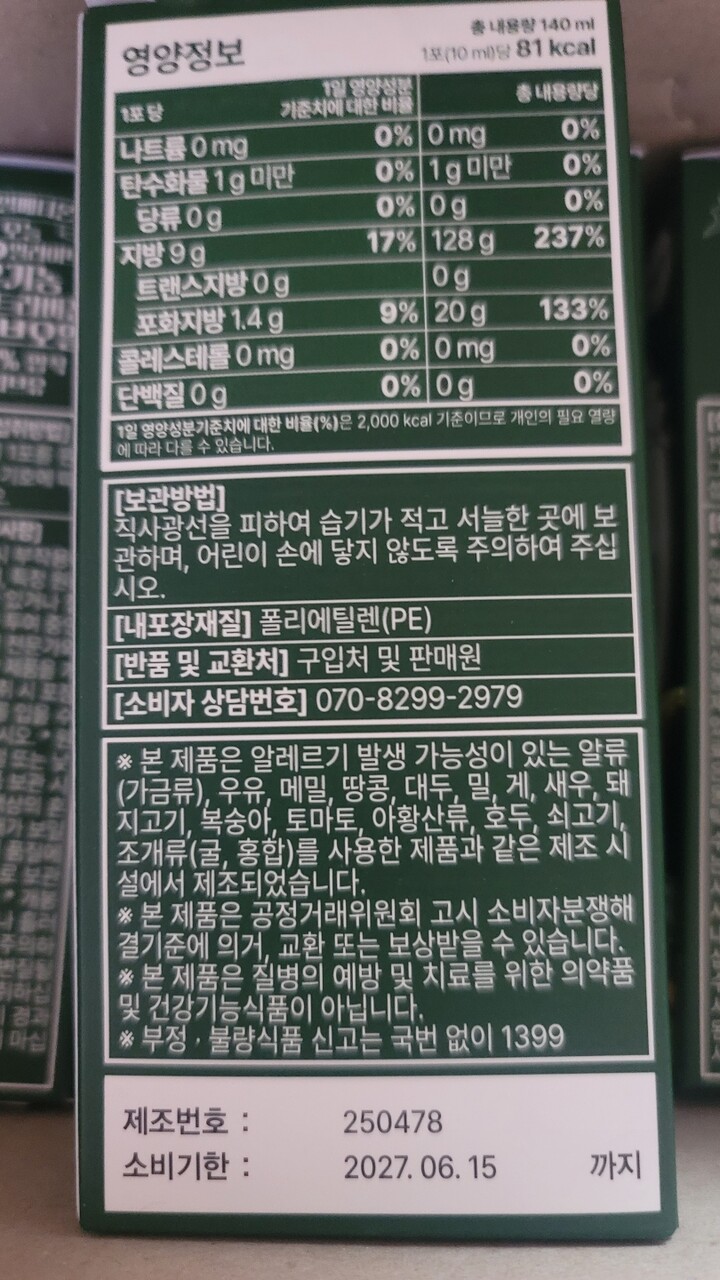 영양정보
총 내용량 140 ml
1포(10 ml)당 81 kcal
1포 당 1일 영양성분 기준치에 대한 비율 총 내용량당
나트륨 0 mg 0% 0 mg 0%
탄수화물 1 g 미만 0% 1 g 미만 0%
당류 0 g 0% 0 g 0%
지방 9 g 17% 128 g 237%
트랜스지방 0 g 0 g
포화지방 1.4 g 9% 20 g 133%
콜레스테롤 0 mg 0% 0 mg 0%
단백질 0 g 0% 0 g 0%
1일 영양성분기준치에 대한 비율(%)은 2,000 kcal 기준이므로 개인의 필요 열량
에 따라 다를 수 있습니다.
[보관방법]
직사광선을 피하여 습기가 적고 서늘한 곳에 보
관하며, 어린이 손에 닿지 않도록 주의하여 주십
시오.
[내포장재질] 폴리에틸렌(PE)
[반품 및 교환처] 구입처 및 판매원
[소비자 상담번호] 070-8299-2979
※ 본 제품은 알레르기 발생 가능성이 있는 알류
(가금류), 우유, 메밀, 땅콩, 대두, 밀, 게, 새우, 돼
지고기, 복숭아, 토마토, 아황산류, 호두, 쇠고기,
조개류(굴, 홍합)를 사용한 제품과 같은 제조 시
설에서 제조되었습니다.
※ 본 제품은 공정거래위원회 고시 소비자분쟁해
결기준에 의거, 교환 또는 보상받을 수 있습니다.
※ 본 제품은 질병의 예방 및 치료를 위한 의약품
및 건강기능식품이 아닙니다.
※ 부정 · 불량식품 신고는 국번 없이 1399
제조번호 : 250478
소비기한 : 2027. 06. 15 까지